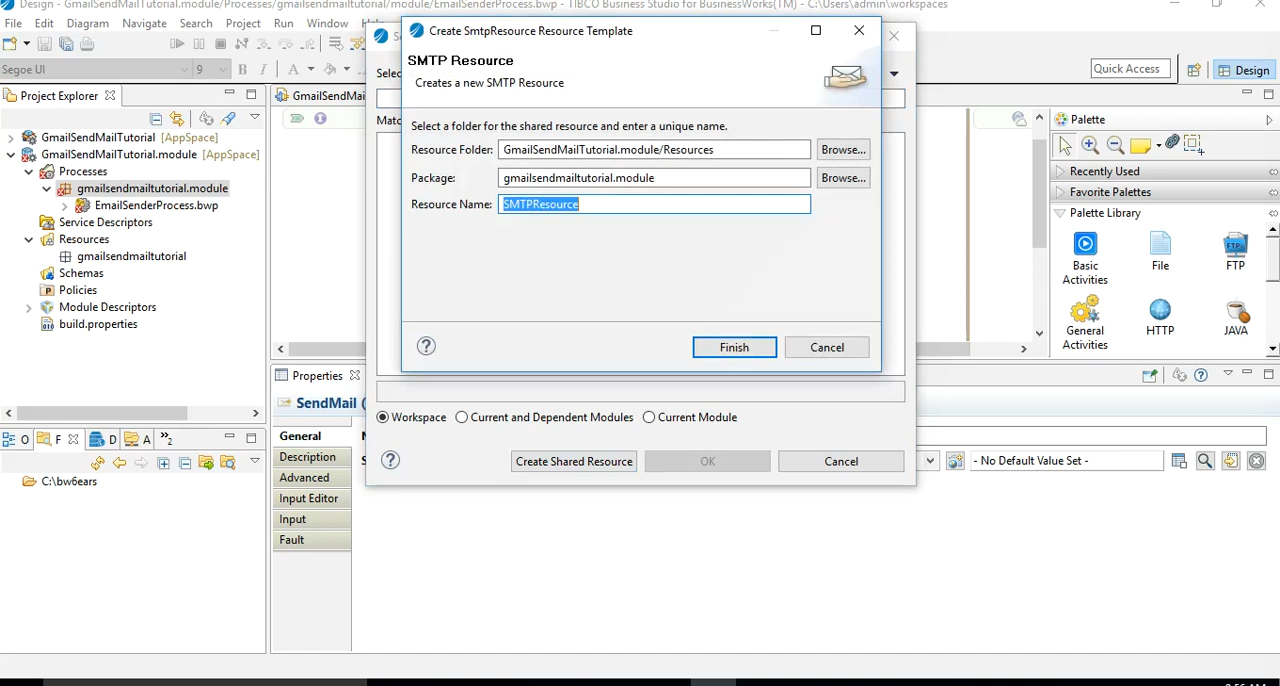 Design - GmailSendMailTutorial.module/Processes/gmailsendmailtutorial/module/EmailSenderProcess.bwp - TIBCO Business Studio for BusinessWorks(TM) - C:\Users\admin\workspaces
File Edit Diagram Navigate Search Project Run Window
Segoe UI 9 B I A
Quick Access
Design
Project Explorer
GmailSendMailTutorial [AppSpace]
GmailSendMailTutorial.module [AppSpace]
Processes
gmailsendmailtutorial.module
EmailSenderProcess.bwp
Service Descriptors
Resources
gmailsendmailtutorial
Schemas
Policies
Module Descriptors
build.properties
O F D A »2
C:\bw6ears
GmailSendMai
Create SmtpResource Resource Template
SMTP Resource
Creates a new SMTP Resource
Select a folder for the shared resource and enter a unique name.
Resource Folder: GmailSendMailTutorial.module/Resources Browse...
Package: gmailsendmailtutorial.module Browse...
Resource Name: SMTPResource
Finish Cancel
Workspace Current and Dependent Modules Current Module
Create Shared Resource OK Cancel
Palette
Recently Used
Favorite Palettes
Palette Library
Basic Activities
File
FTP
General Activities
HTTP
JAVA
Properties
SendMail (
General
Description
Advanced
Input Editor
Input
Fault
- No Default Value Set -